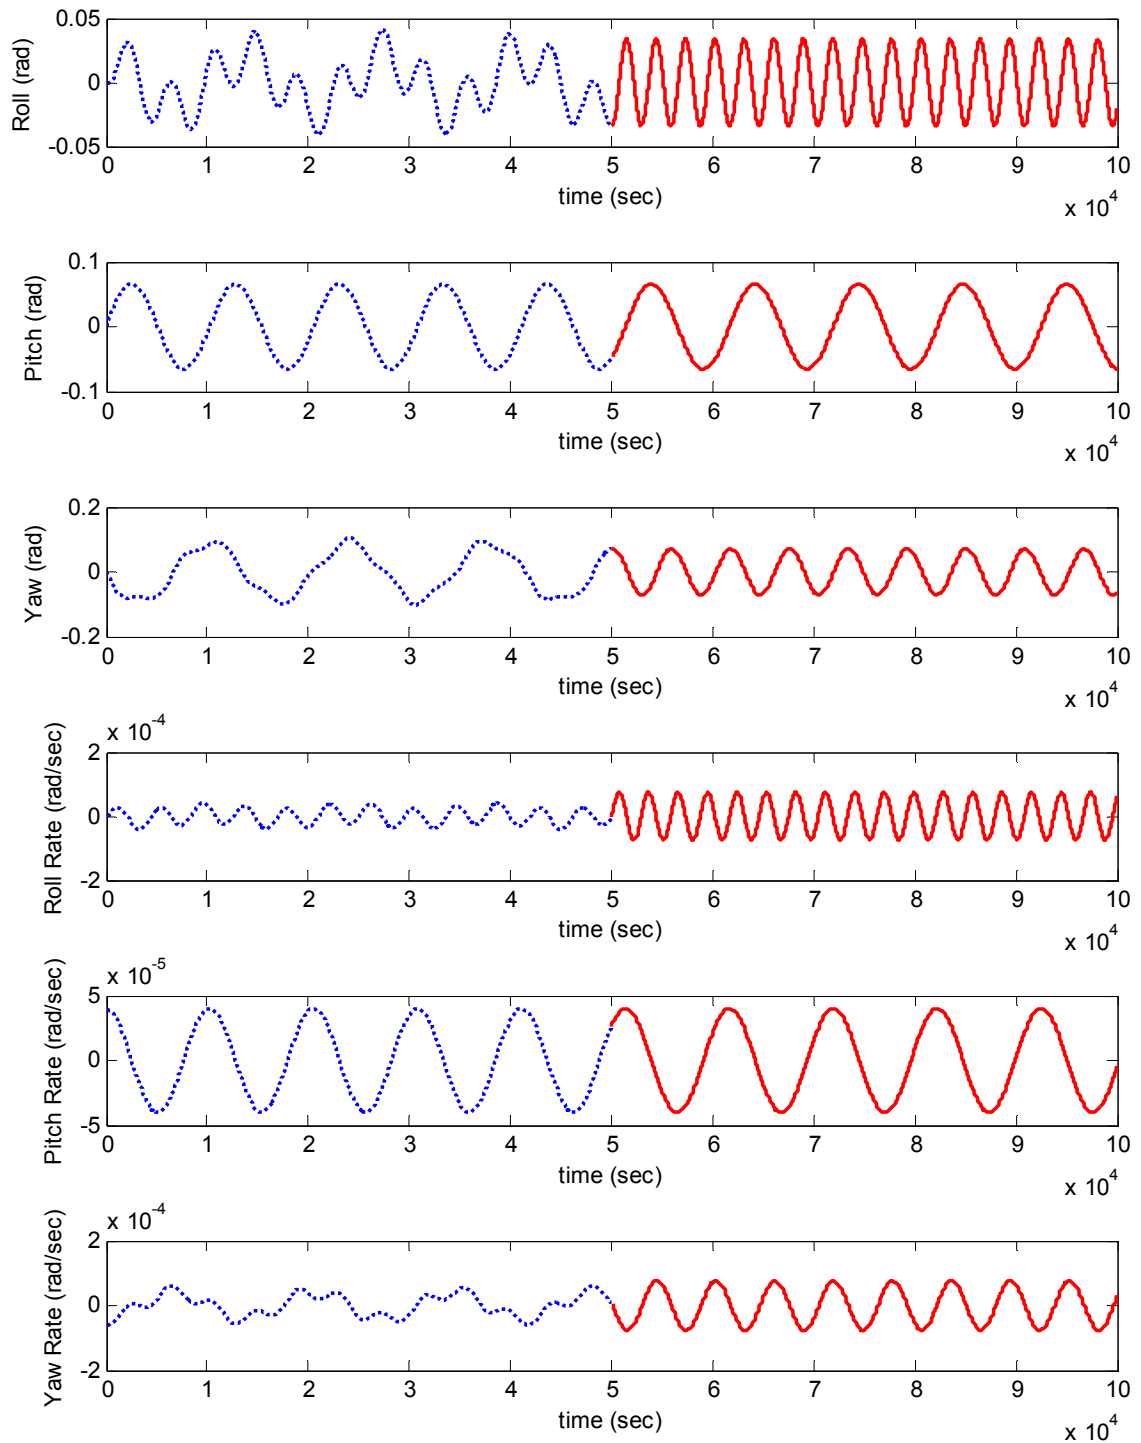 0.05
0
-0.05
Roll (rad)
0 1 2 3 4 5 6 7 8 9 10
time (sec)
x 10^4
0.1
0
-0.1
Pitch (rad)
0 1 2 3 4 5 6 7 8 9 10
time (sec)
x 10^4
0.2
0
-0.2
Yaw (rad)
0 1 2 3 4 5 6 7 8 9 10
time (sec)
x 10^4
x 10^-4
2
0
-2
Roll Rate (rad/sec)
0 1 2 3 4 5 6 7 8 9 10
time (sec)
x 10^4
x 10^-5
5
0
-5
Pitch Rate (rad/sec)
0 1 2 3 4 5 6 7 8 9 10
time (sec)
x 10^4
x 10^-4
2
0
-2
Yaw Rate (rad/sec)
0 1 2 3 4 5 6 7 8 9 10
time (sec)
x 10^4